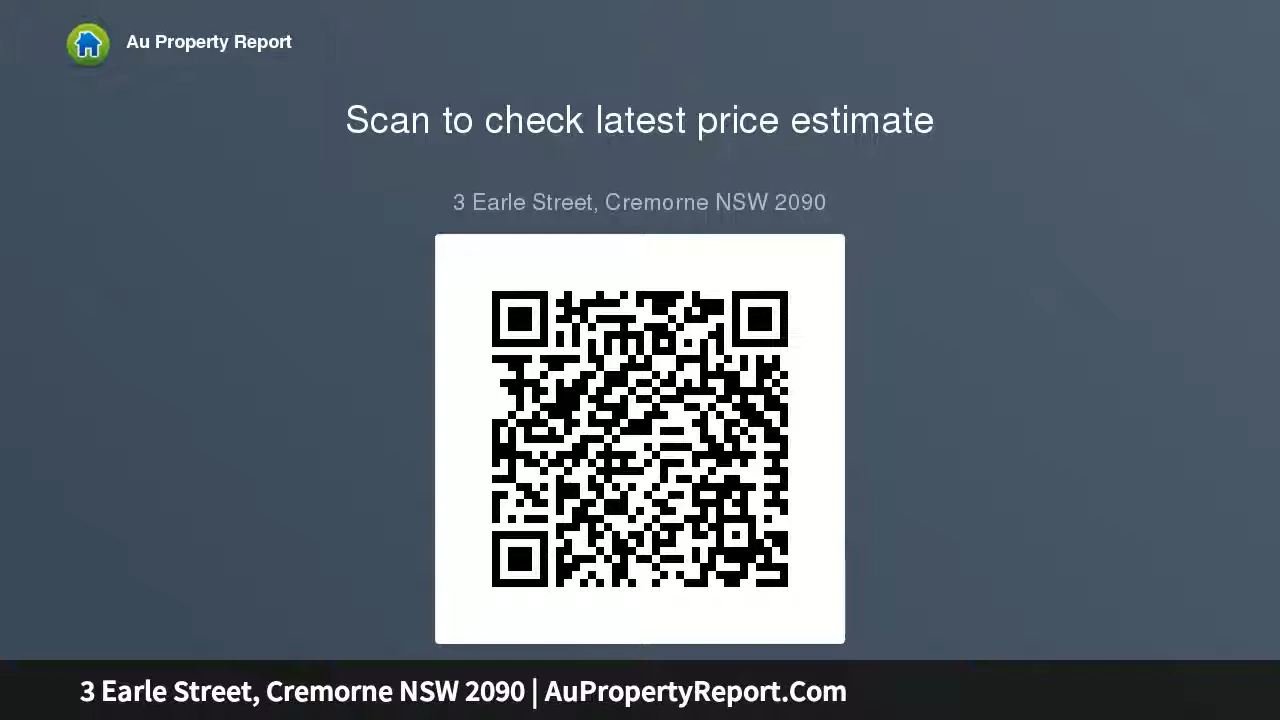 Au Property Report
Scan to check latest price estimate
3 Earle Street, Cremorne NSW 2090
3 Earle Street, Cremorne NSW 2090 | AuPropertyReport.Com